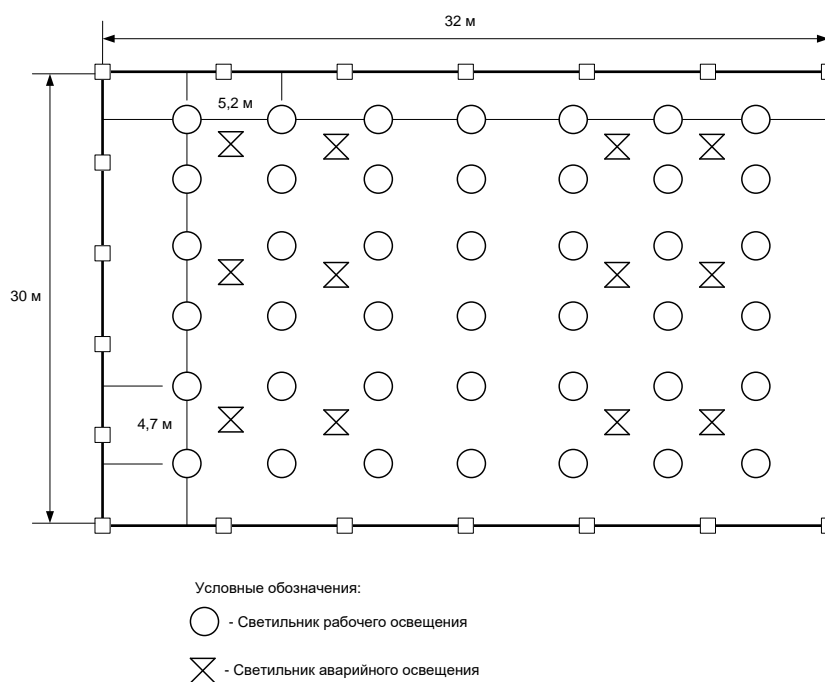 32 м
5,2 м
30 м
4,7 м
Условные обозначения:
- Светильник рабочего освещения
- Светильник аварийного освещения